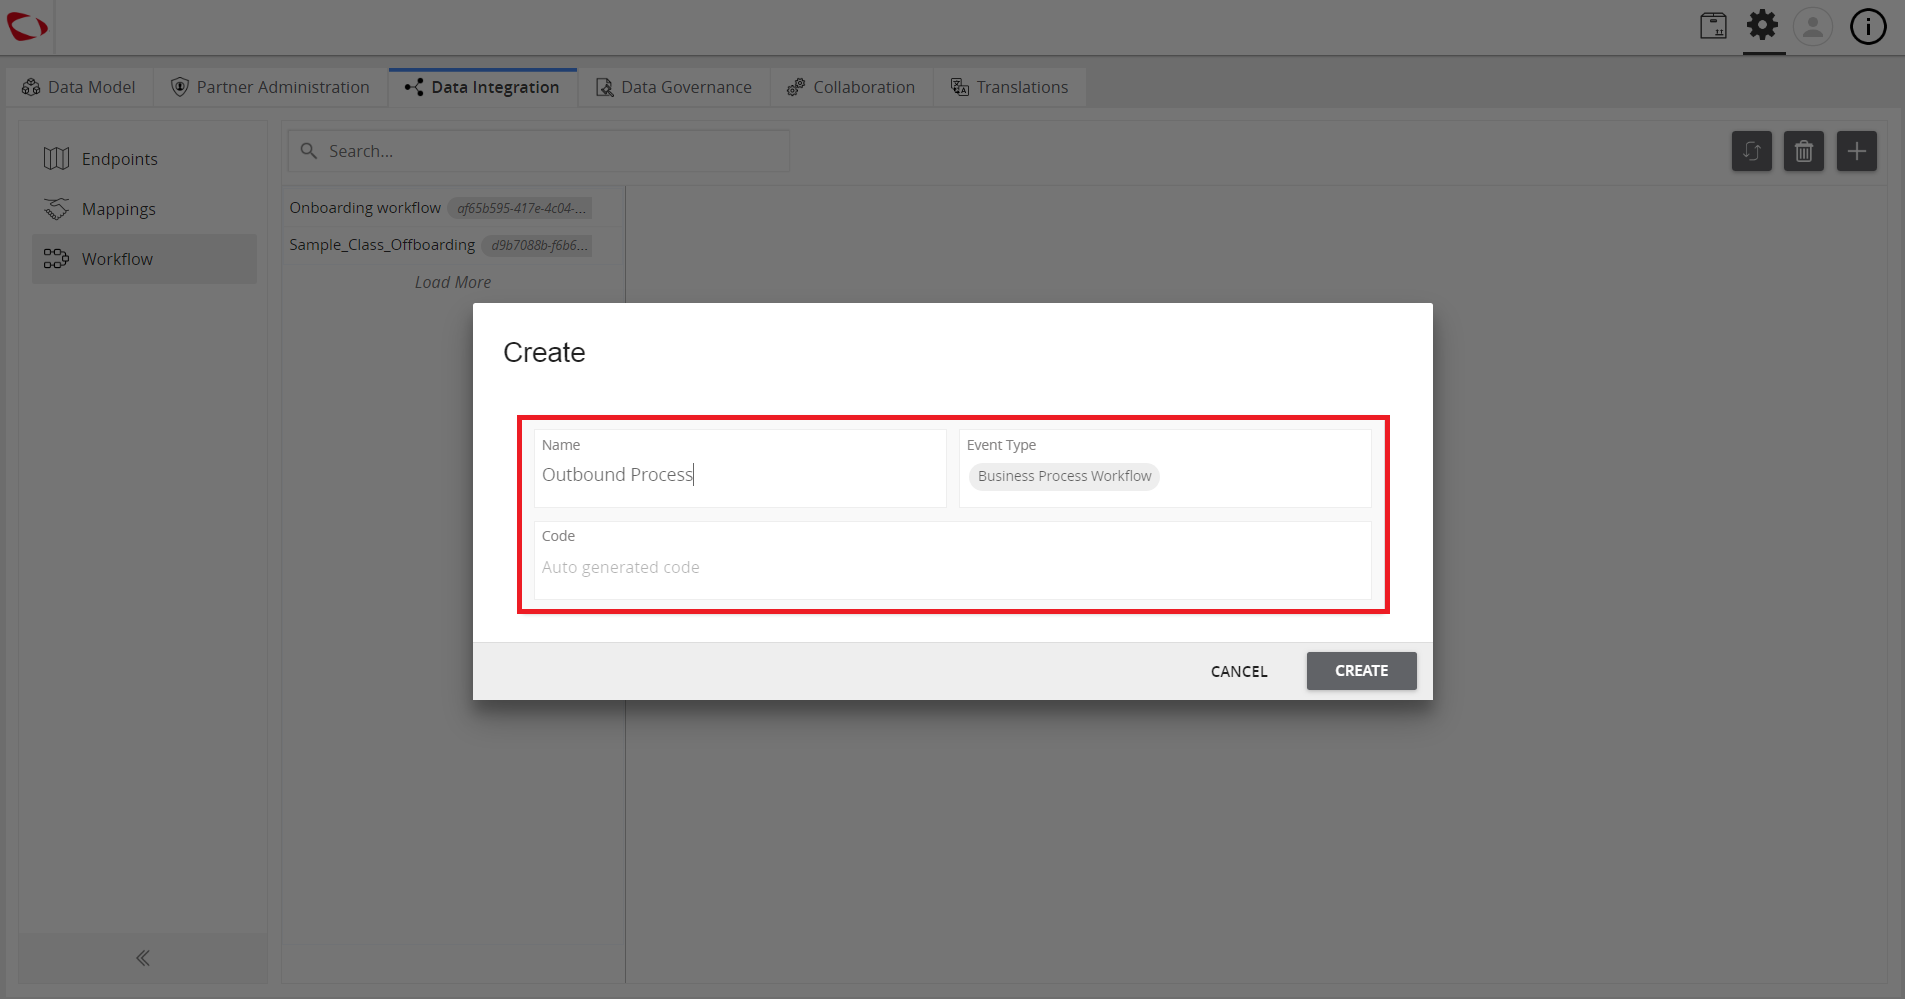 Data Model
Partner Administration
Data Integration
Data Governance
Collaboration
Translations
Endpoints
Mappings
Workflow
Search...
Onboarding workflow af65b595-417e-4c04-...
Sample_Class_Offboarding d9b7088b-f6b6...
Load More
Create
Name
Outbound Process
Event Type
Business Process Workflow
Code
Auto generated code
CANCEL
CREATE